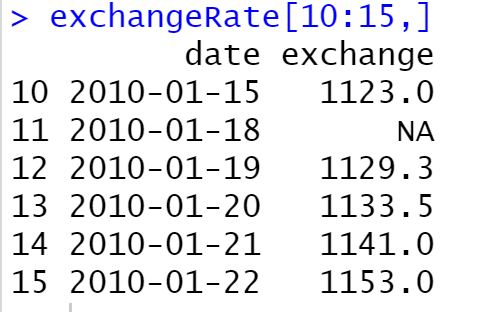 > exchangeRate[10:15,]
date exchange
10 2010-01-15 1123.0
11 2010-01-18 NA
12 2010-01-19 1129.3
13 2010-01-20 1133.5
14 2010-01-21 1141.0
15 2010-01-22 1153.0